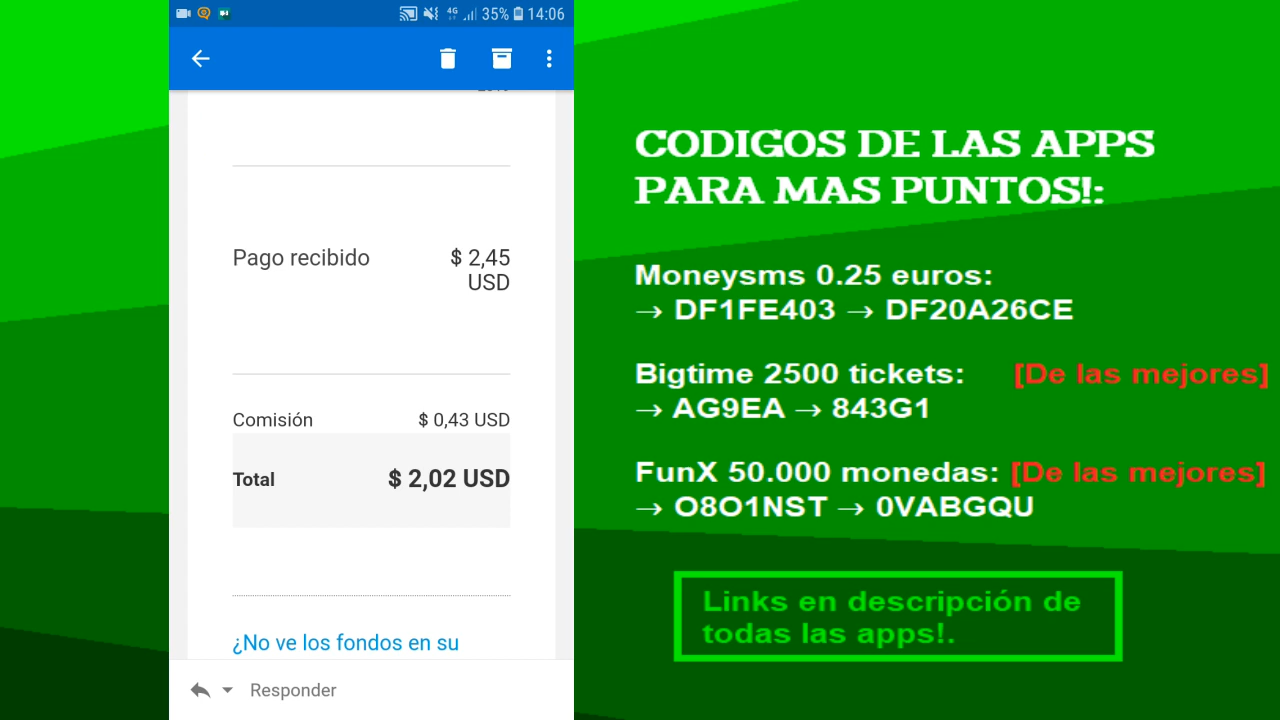 4G 35% 14:06
Pago recibido $ 2,45
USD
Comisión $ 0,43 USD
Total $ 2,02 USD
¿No ve los fondos en su
Responder
CODIGOS DE LAS APPS
PARA MAS PUNTOS!:
Moneysms 0.25 euros:
→ DF1FE403 → DF20A26CE
Bigtime 2500 tickets: [De las mejores]
→ AG9EA → 843G1
FunX 50.000 monedas: [De las mejores]
→ O8O1NST → 0VABGQU
Links en descripción de
todas las apps!.